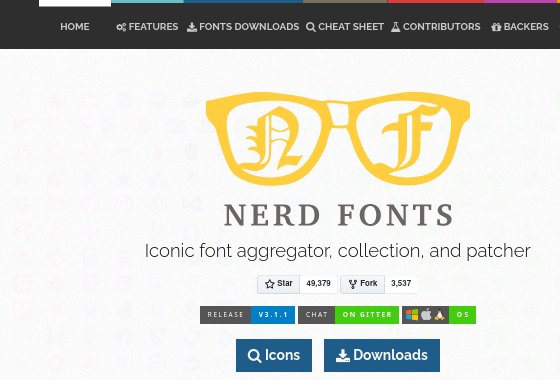 HOME FEATURES FONTS DOWNLOADS CHEAT SHEET CONTRIBUTORS BACKERS
N F
NERD FONTS
Iconic font aggregator, collection, and patcher
Star 49,379 Fork 3,537
RELEASE V3.1.1 CHAT ON GITTER OS
Icons Downloads